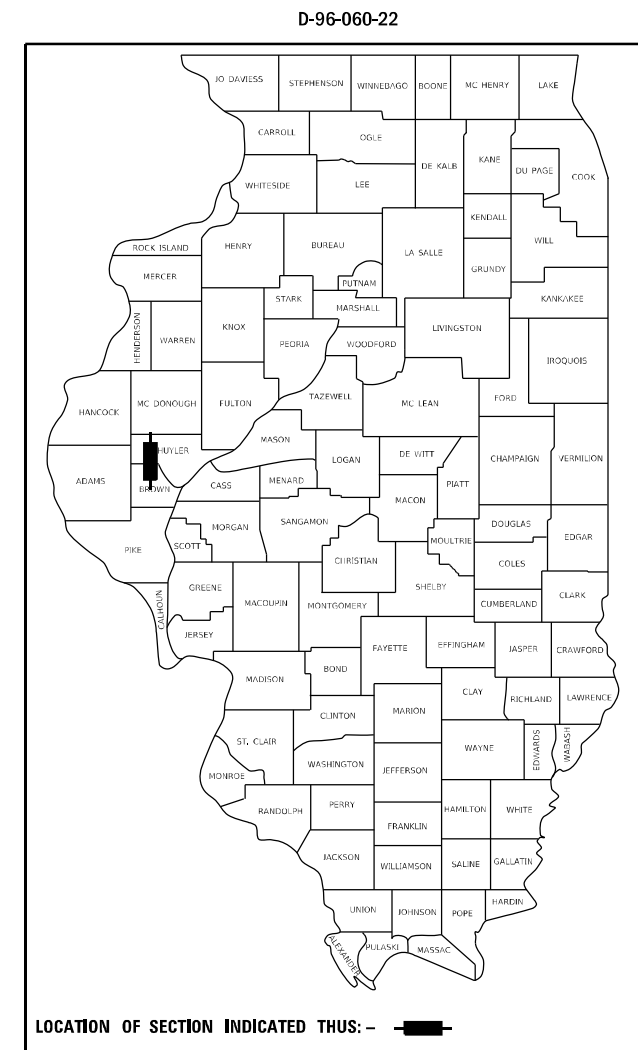 D-96-060-22
JO DAVIESS STEPHENSON WINNEBAGO BOONE MC HENRY LAKE
CARROLL OGLE
DE KALB KANE DU PAGE COOK
WHITESIDE LEE
KENDALL
ROCK ISLAND HENRY BUREAU LA SALLE WILL
MERCER PUTNAM GRUNDY
STARK MARSHALL KANKAKEE
HENDERSON WARREN KNOX PEORIA WOODFORD LIVINGSTON
IROQUOIS
HANCOCK MC DONOUGH FULTON TAZEWELL MC LEAN FORD
MASON
HUYLER LOGAN DE WITT CHAMPAIGN VERMILION
ADAMS BROWN CASS MENARD PIATT
MACON
MORGAN SANGAMON DOUGLAS
PIKE SCOTT CHRISTIAN MOULTRIE EDGAR
COLES
CALHOUN GREENE MACOUPIN MONTGOMERY SHELBY CUMBERLAND CLARK
JERSEY FAYETTE EFFINGHAM JASPER CRAWFORD
BOND
MADISON CLAY
RICHLAND LAWRENCE
CLINTON MARION
ST. CLAIR WAYNE EDWARDS WABASH
MONROE WASHINGTON JEFFERSON
RANDOLPH PERRY HAMILTON WHITE
FRANKLIN
JACKSON WILLIAMSON SALINE GALLATIN
UNION JOHNSON POPE HARDIN
ALEXANDER PULASKI MASSAC
LOCATION OF SECTION INDICATED THUS: –